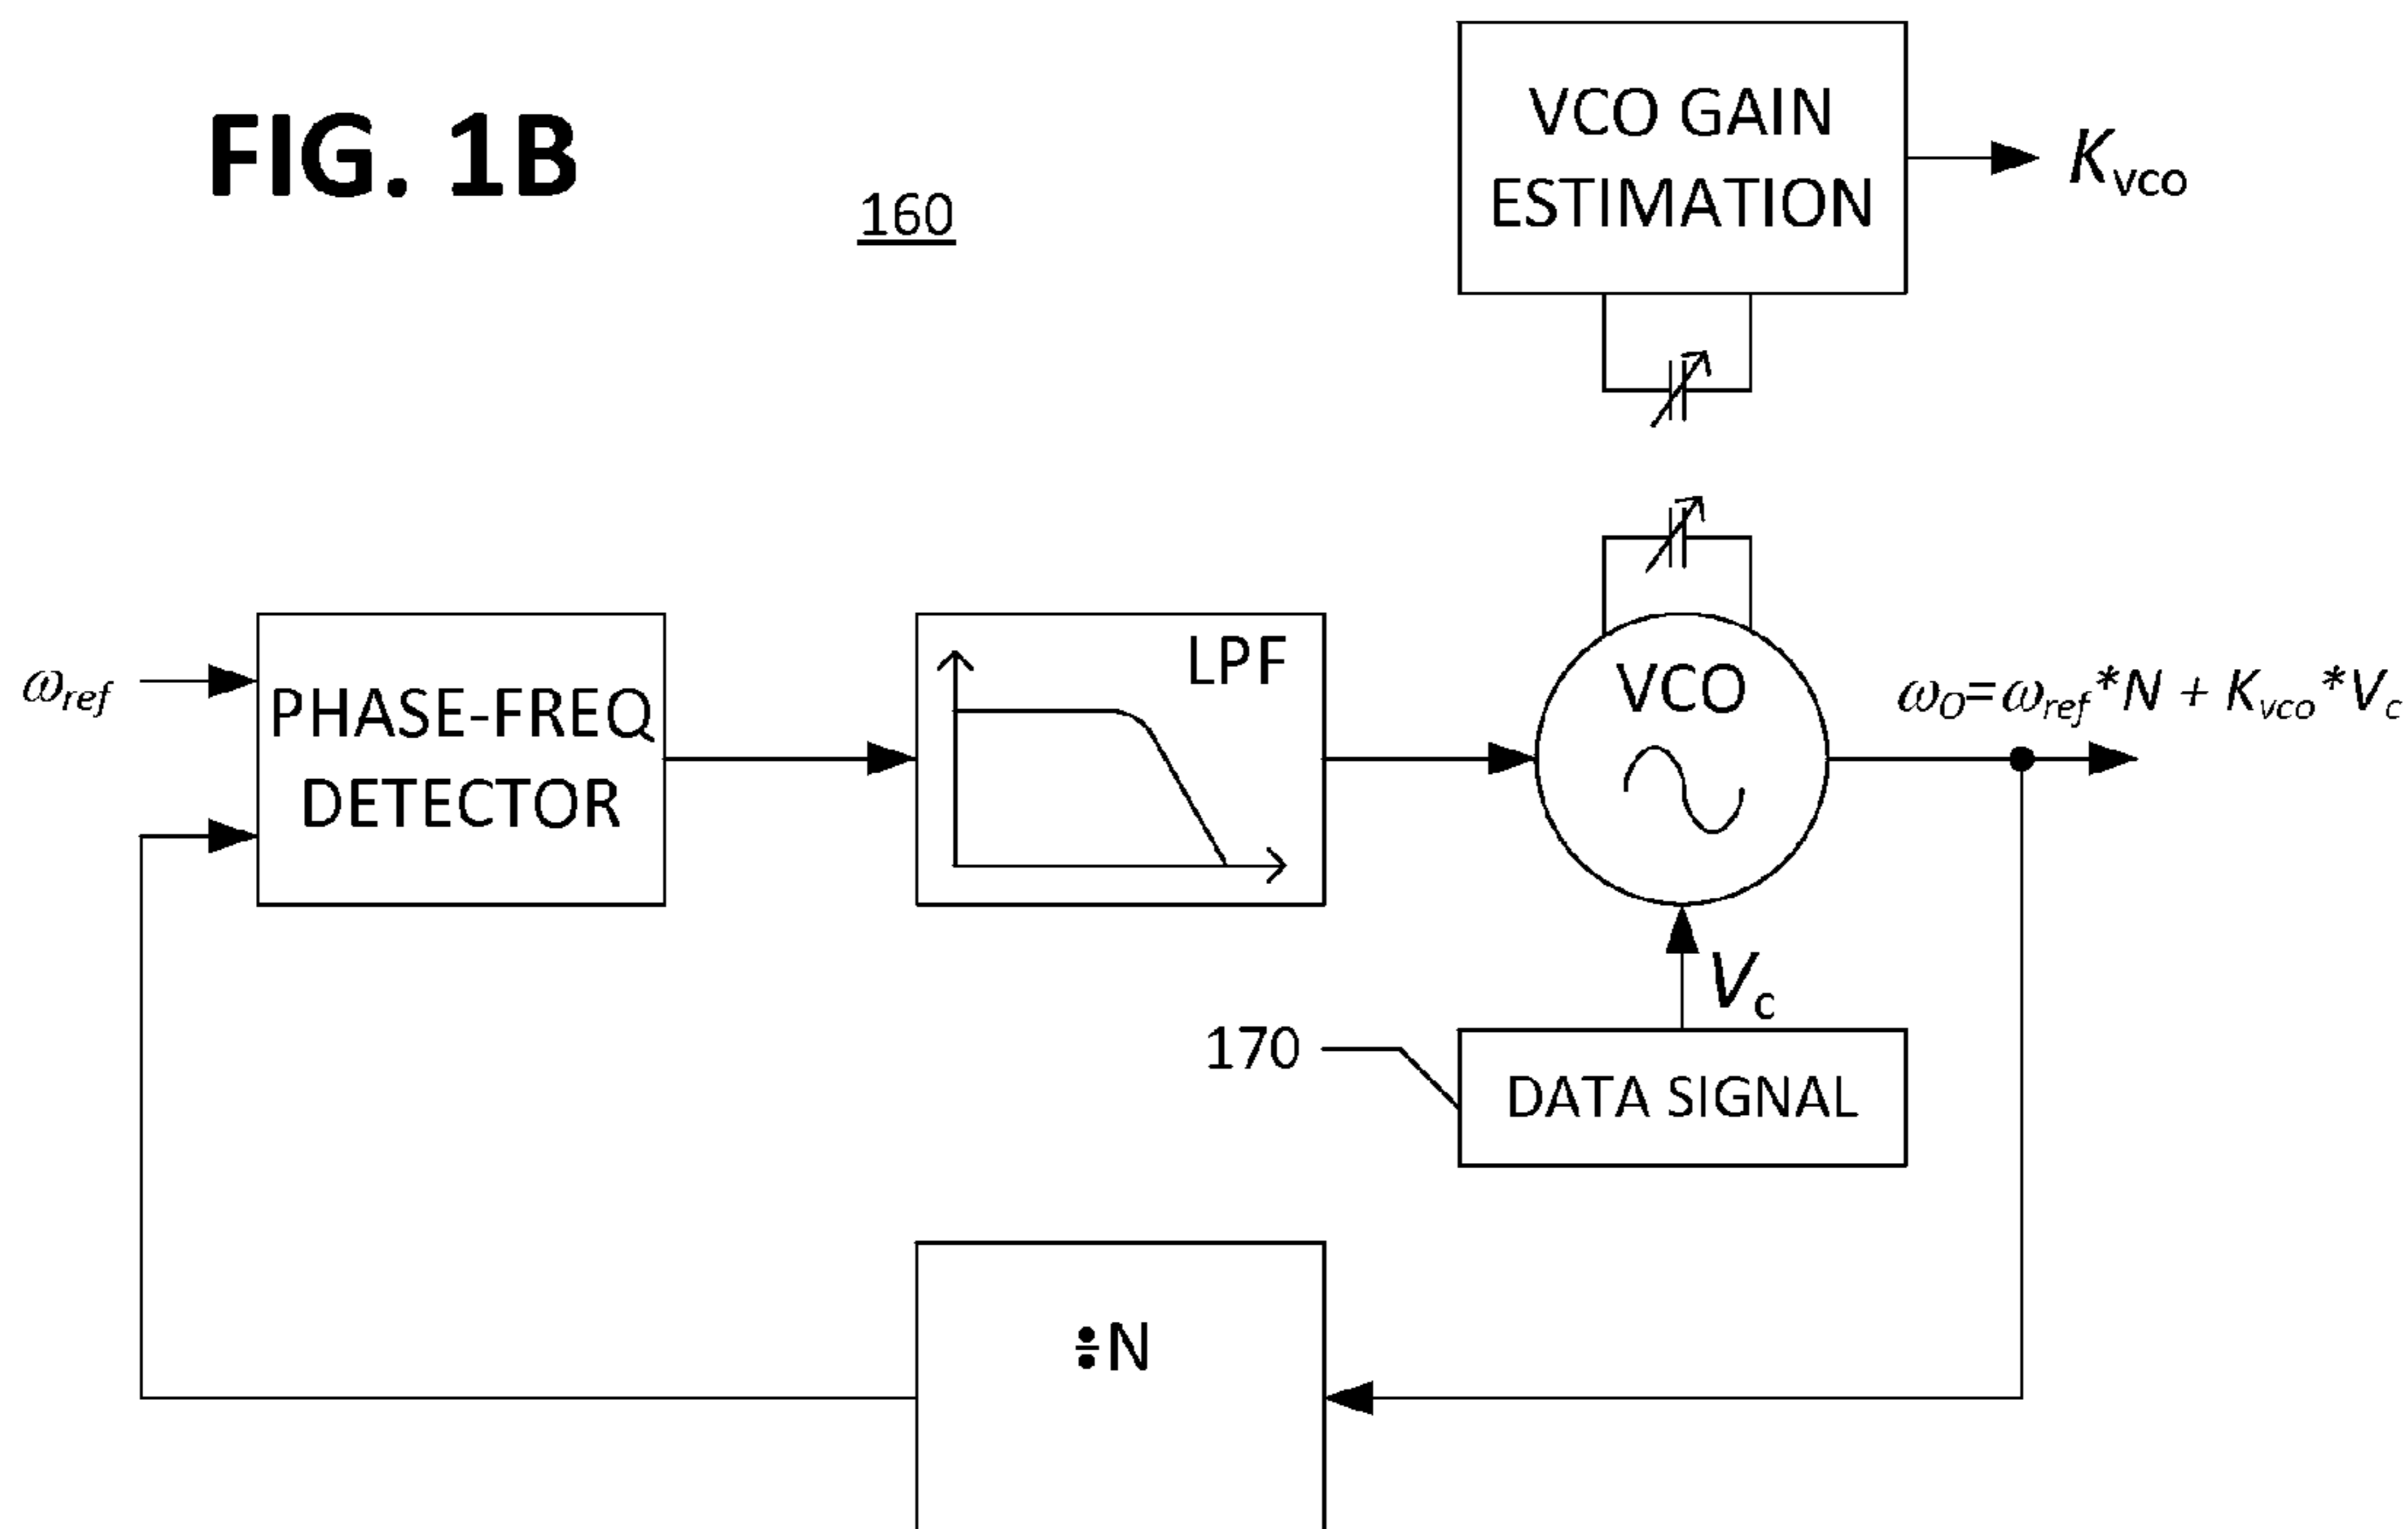 FIG. 1B
160
VCO GAIN
ESTIMATION
Kvco
ωref
PHASE-FREQ
DETECTOR
LPF
VCO
ωO=ωref*N + Kvco*Vc
Vc
170
DATA SIGNAL
÷N